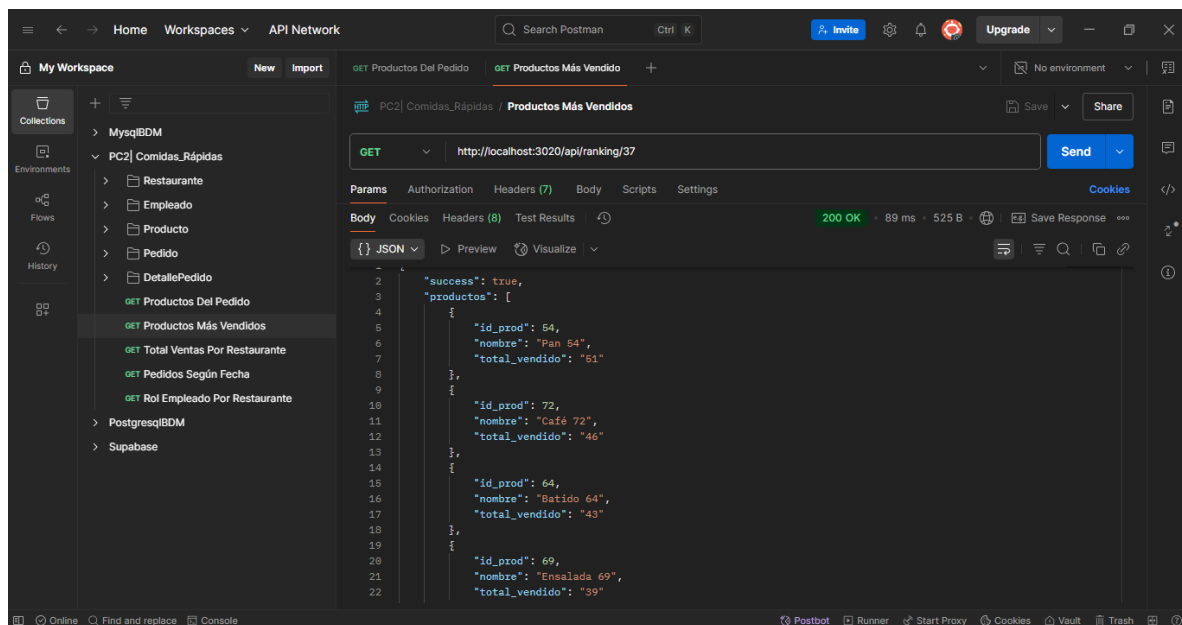 Home Workspaces API Network Search Postman Ctrl K Invite Upgrade
My Workspace New Import GET Productos Del Pedido GET Productos Más Vendido No environment
Collections
Environments
Flows
History
MysqlBDM
PC2| Comidas_Rápidas
Restaurante
Empleado
Producto
Pedido
DetallePedido
GET Productos Del Pedido
GET Productos Más Vendidos
GET Total Ventas Por Restaurante
GET Pedidos Según Fecha
GET Rol Empleado Por Restaurante
PostgresqlBDM
Supabase
HTTP PC2| Comidas_Rápidas / Productos Más Vendidos Save Share
GET http://localhost:3020/api/ranking/37 Send
Params Authorization Headers (7) Body Scripts Settings Cookies
Body Cookies Headers (8) Test Results 200 OK • 89 ms • 525 B • e.g. Save Response
{} JSON Preview Visualize
1 {
2 "success": true,
3 "productos": [
4 {
5 "id_prod": 54,
6 "nombre": "Pan 54",
7 "total_vendido": "51"
8 },
9 {
10 "id_prod": 72,
11 "nombre": "Café 72",
12 "total_vendido": "46"
13 },
14 {
15 "id_prod": 64,
16 "nombre": "Batido 64",
17 "total_vendido": "43"
18 },
19 {
20 "id_prod": 69,
21 "nombre": "Ensalada 69",
22 "total_vendido": "39"
Online Find and replace Console Postbot Runner Start Proxy Cookies Vault Trash